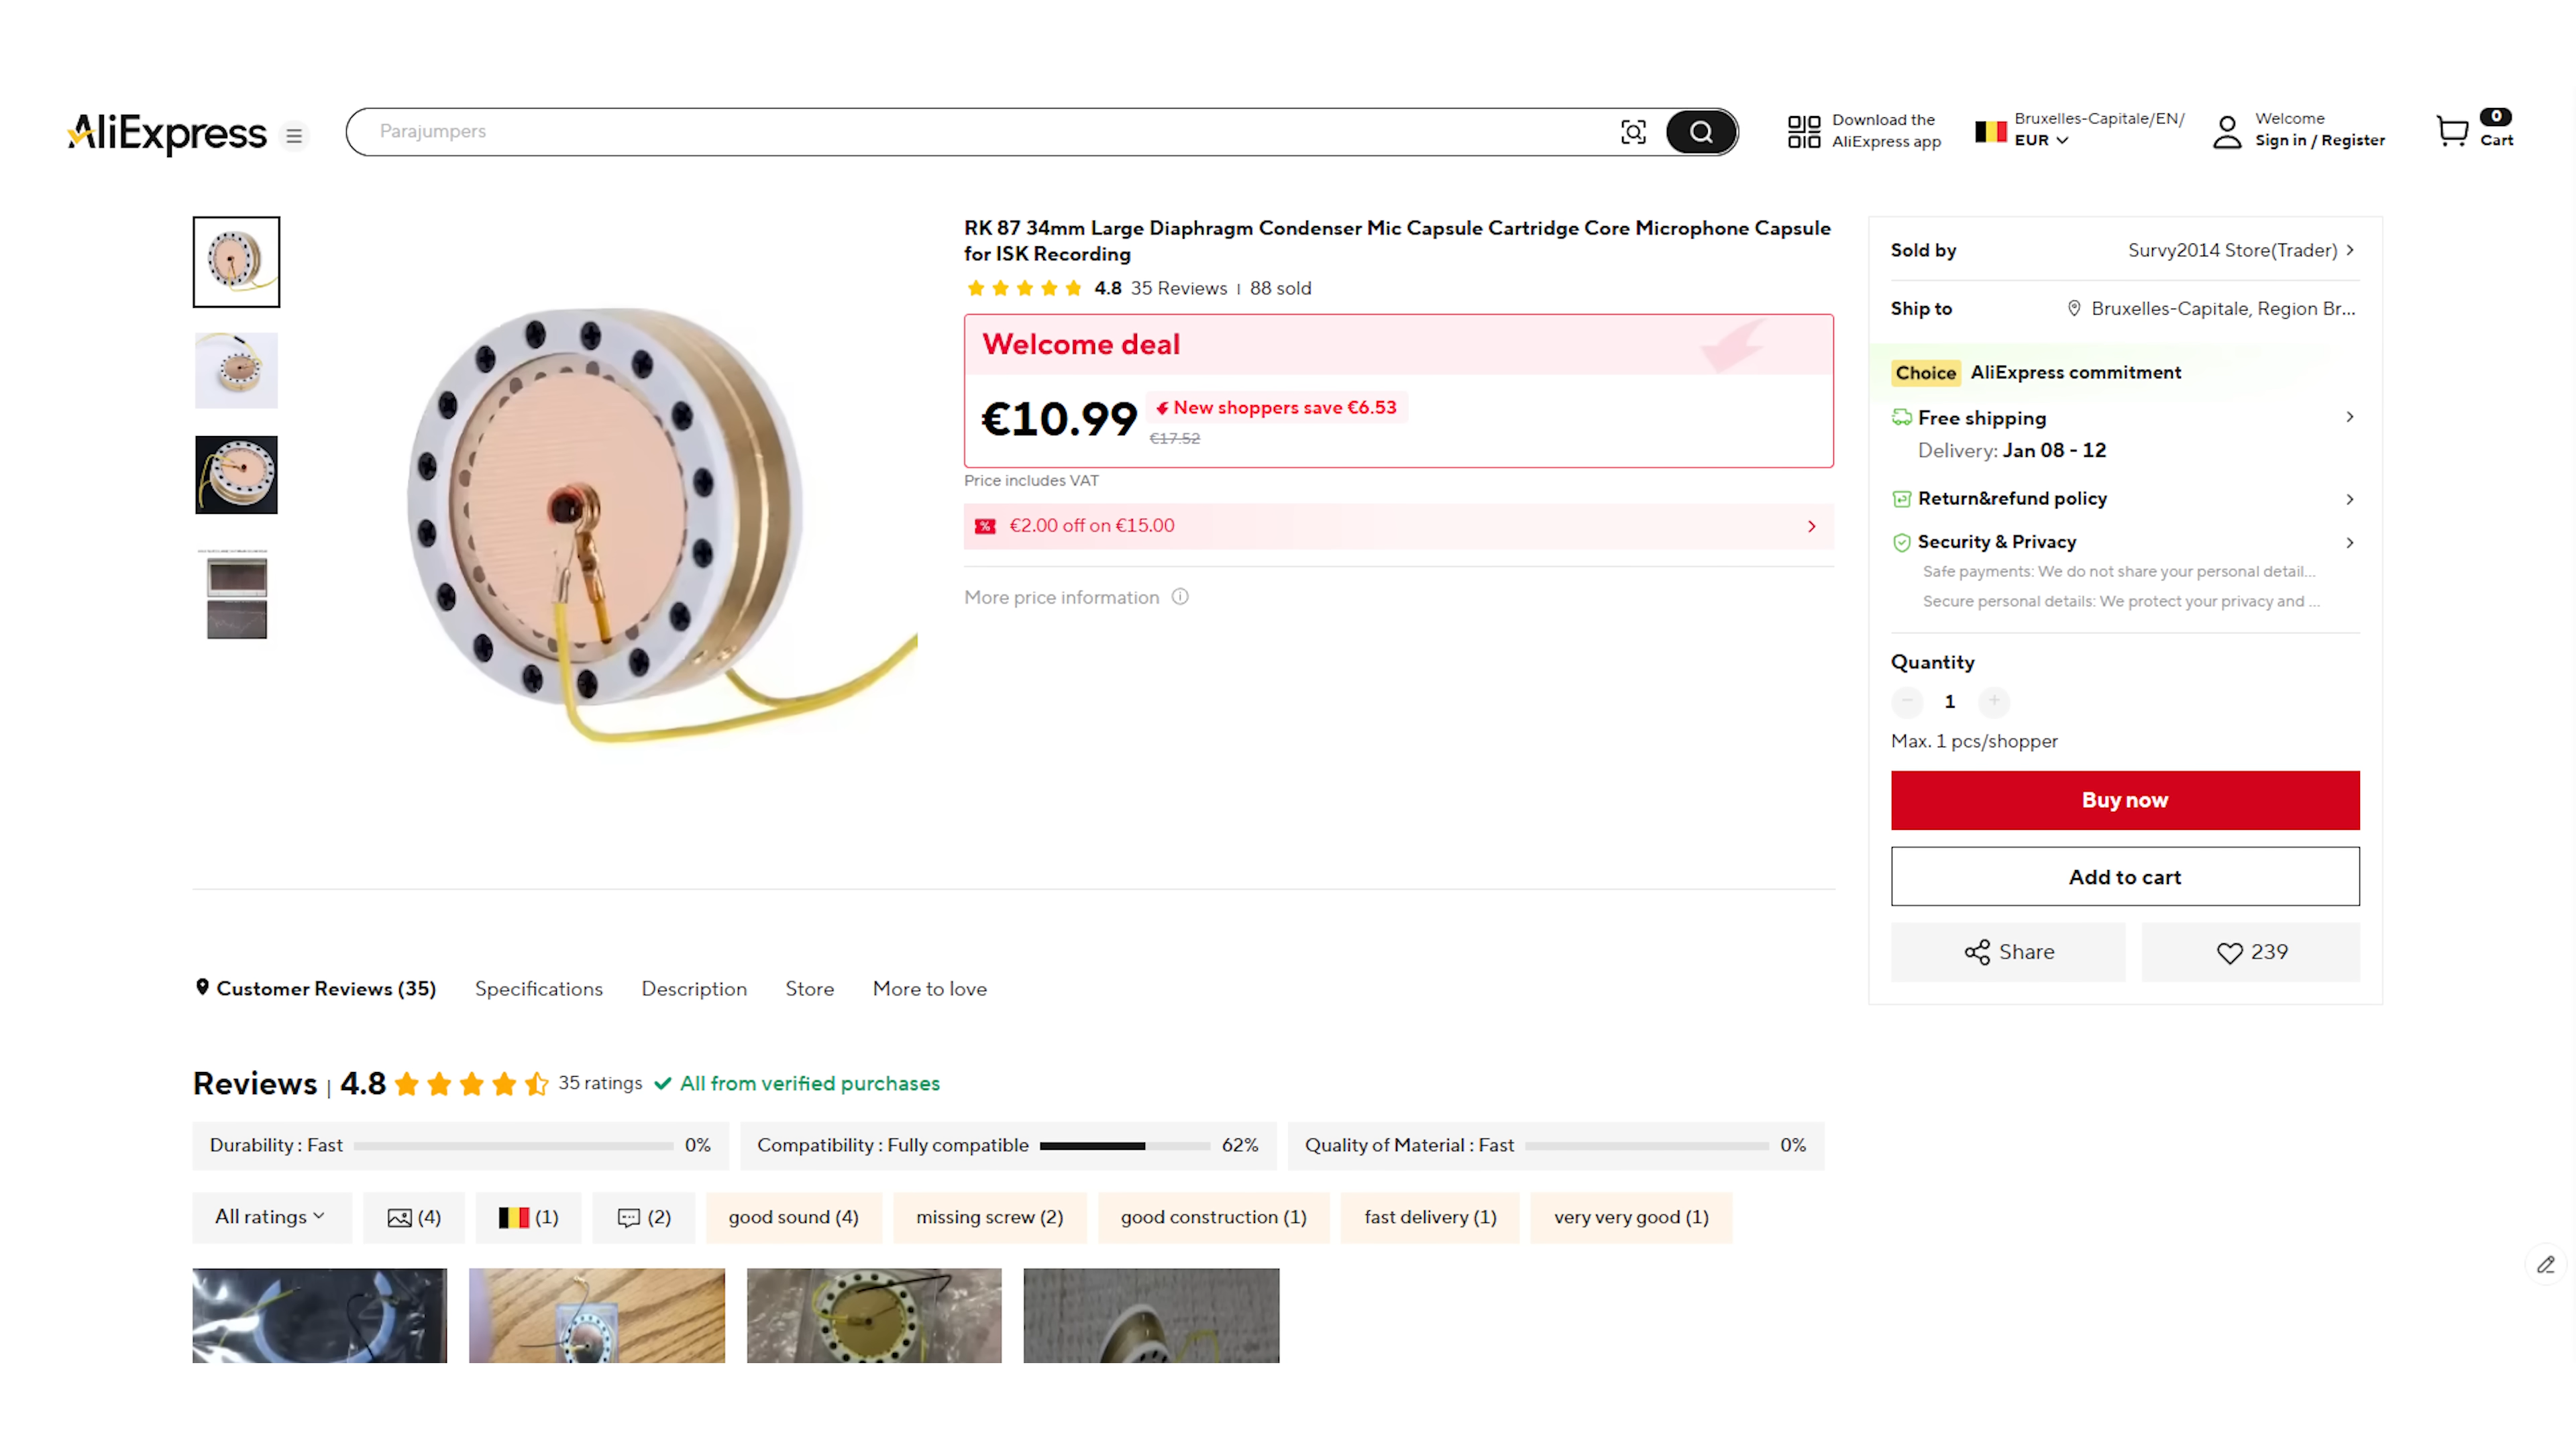 AliExpress
Parajumpers
Download the
AliExpress app
Bruxelles-Capitale/EN/
EUR
Welcome
Sign in / Register
0
Cart
RK 87 34mm Large Diaphragm Condenser Mic Capsule Cartridge Core Microphone Capsule
for ISK Recording
4.8 35 Reviews | 88 sold
Welcome deal
€10.99
New shoppers save €6.53
€17.52
Price includes VAT
€2.00 off on €15.00
More price information
Sold by
Survy2014 Store(Trader)
Ship to
Bruxelles-Capitale, Region Br...
Choice AliExpress commitment
Free shipping
Delivery: Jan 08 - 12
Return&refund policy
Security & Privacy
Safe payments: We do not share your personal detail...
Secure personal details: We protect your privacy and ...
Quantity
1
Max. 1 pcs/shopper
Buy now
Add to cart
Share
239
Customer Reviews (35)
Specifications
Description
Store
More to love
Reviews | 4.8 35 ratings All from verified purchases
Durability : Fast 0%
Compatibility : Fully compatible 62%
Quality of Material : Fast 0%
All ratings
(4)
(1)
(2)
good sound (4)
missing screw (2)
good construction (1)
fast delivery (1)
very very good (1)